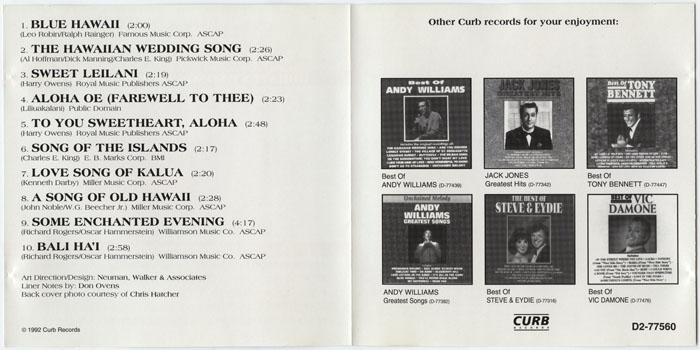 1. BLUE HAWAII (2:00)
(Leo Robin/Ralph Rainger) Famous Music Corp. ASCAP
2. THE HAWAIIAN WEDDING SONG (2:26)
(Al Hoffman/Dick Manning/Charles E. King) Pickwick Music Corp. ASCAP
3. SWEET LEILANI (2:19)
(Harry Owens) Royal Music Publishers ASCAP
4. ALOHA OE (FAREWELL TO THEE) (2:23)
(Liliuakalani) Public Domain
5. TO YOU SWEETHEART, ALOHA (2:48)
(Harry Owens) Royal Music Publishers ASCAP
6. SONG OF THE ISLANDS (2:17)
(Charles E. King) E. B. Marks Corp. BMI
7. LOVE SONG OF KALUA (2:20)
(Kenneth Darby) Miller Music Corp. ASCAP
8. A SONG OF OLD HAWAII (2:28)
(John Noble/W.G. Beecher Jr.) Miller Music Corp. ASCAP
9. SOME ENCHANTED EVENING (4:17)
(Richard Rogers/Oscar Hammerstein) Williamson Music Co. ASCAP
10. BALI HA'I (2:58)
(Richard Rogers/Oscar Hammerstein) Williamson Music Co. ASCAP
Art Direction/Design: Neuman, Walker & Associates
Liner Notes by: Don Ovens
Back cover photo courtesy of Chris Hatcher
© 1992 Curb Records
Other Curb records for your enjoyment:
Best Of
ANDY WILLIAMS
JACK JONES
GREATEST HITS
Best Of TONY
BENNETT
Best Of
ANDY WILLIAMS (D-77439)
JACK JONES
Greatest Hits (D-77342)
Best Of
TONY BENNETT (D-77447)
Unchained Melody
ANDY
WILLIAMS
GREATEST SONGS
THE BEST OF
STEVE & EYDIE
BEST OF VIC
DAMONE
ANDY WILLIAMS
Greatest Songs (D-77392)
Best Of
STEVE & EYDIE (D-77316)
Best Of
VIC DAMONE (D-77476)
CURB
RECORDS
D2-77560